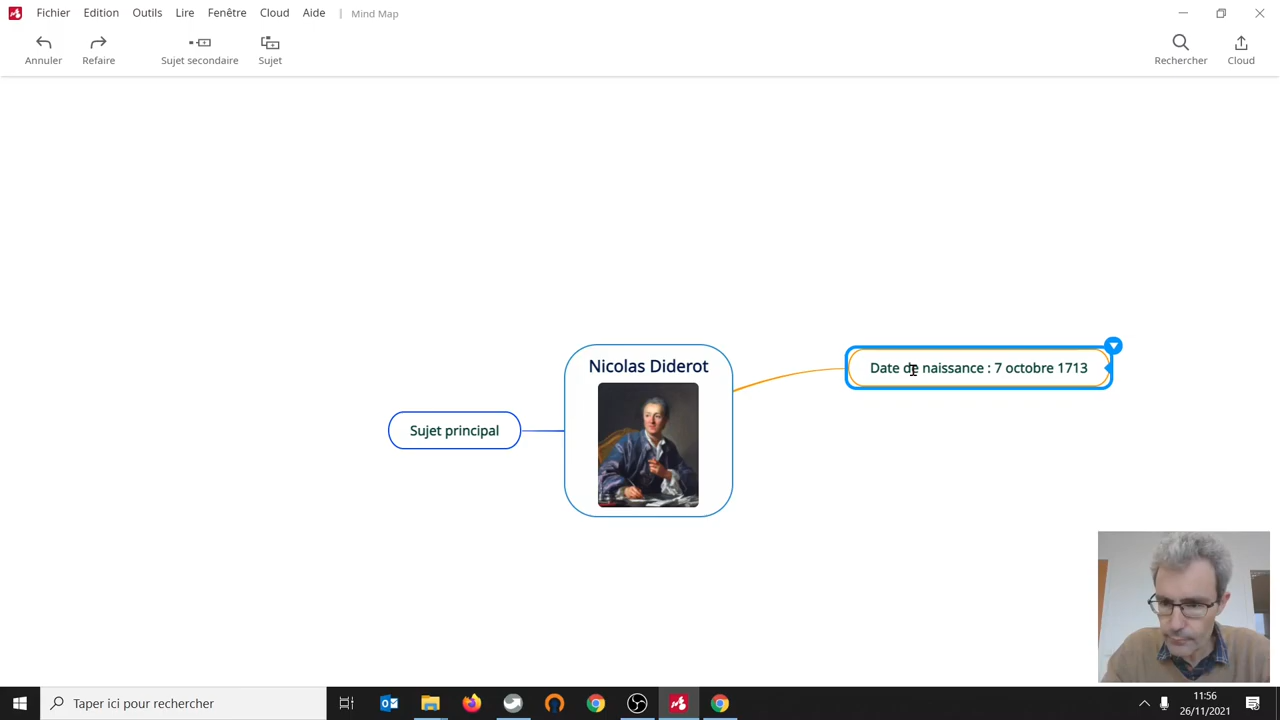 Fichier Edition Outils Lire Fenêtre Cloud Aide | Mind Map
Annuler Refaire Sujet secondaire Sujet Rechercher Cloud
Nicolas Diderot
Date de naissance : 7 octobre 1713
Sujet principal
Taper ici pour rechercher
11:56
26/11/2021